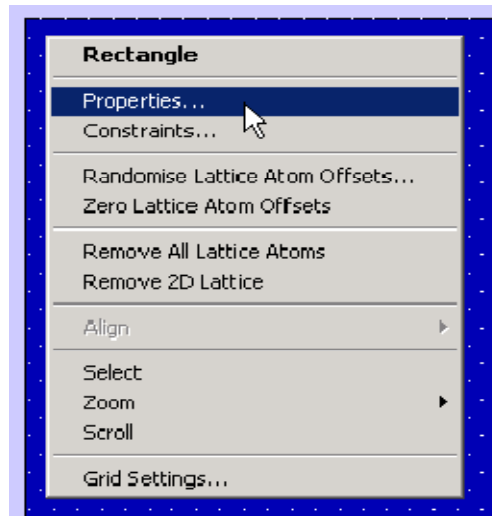 Rectangle
Properties...
Constraints...
Randomise Lattice Atom Offsets...
Zero Lattice Atom Offsets
Remove All Lattice Atoms
Remove 2D Lattice
Align
Select
Zoom
Scroll
Grid Settings...